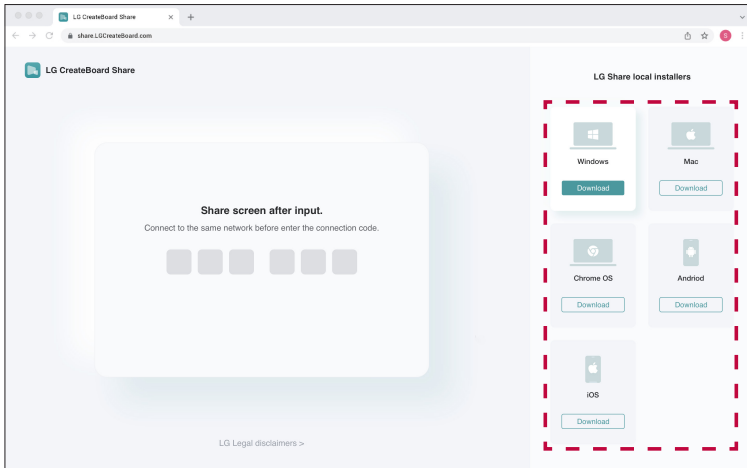 LG CreateBoard Share
share.LGCreateBoard.com
S
LG CreateBoard Share
Share screen after input.
Connect to the same network before enter the connection code.
LG Legal disclaimers >
LG Share local installers
Windows
Download
Mac
Download
Chrome OS
Download
Andriod
Download
iOS
Download